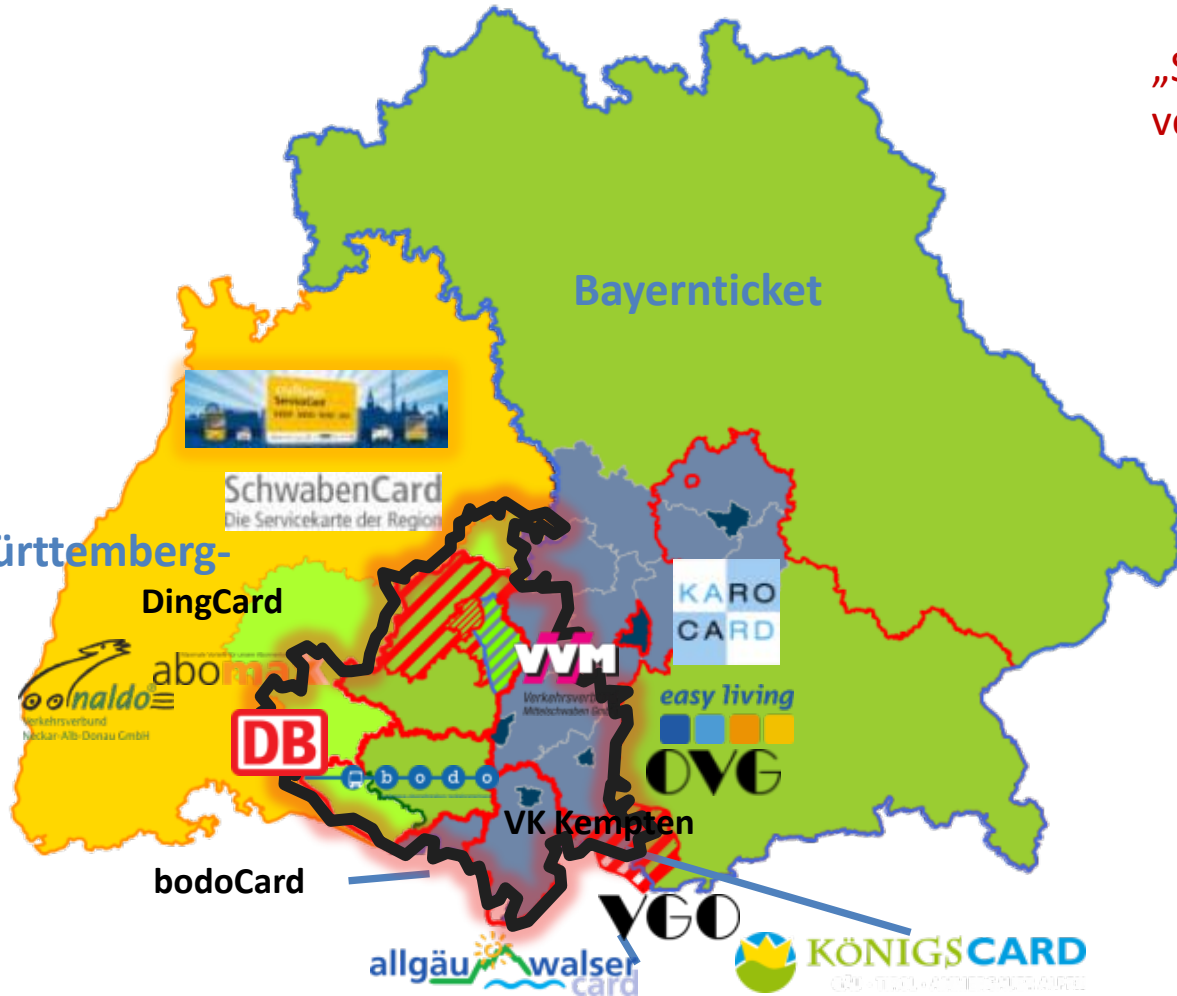 Bayernticket
SchwabenCard
Die Servicekarte der Region
DingCard
KARO
CARD
VVM
Mittelschwaben
easy living
naldo
Verkehrsverbund
Neckar-Alb-Donau GmbH
abo
DB
bodo
OVG
VK Kempten
bodoCard
VGO
allgäu walser
card
KÖNIGSCARD